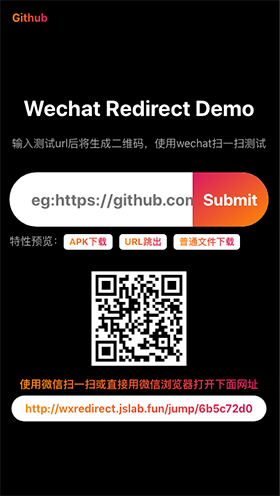 Github
Wechat Redirect Demo
输入测试url后将生成二维码，使用wechat扫一扫测试
eg:https://github.com Submit
特性预览： APK下载 URL跳出 普通文件下载
使用微信扫一扫或直接用微信浏览器打开下面网址
http://wxredirect.jslab.fun/jump/6b5c72d0